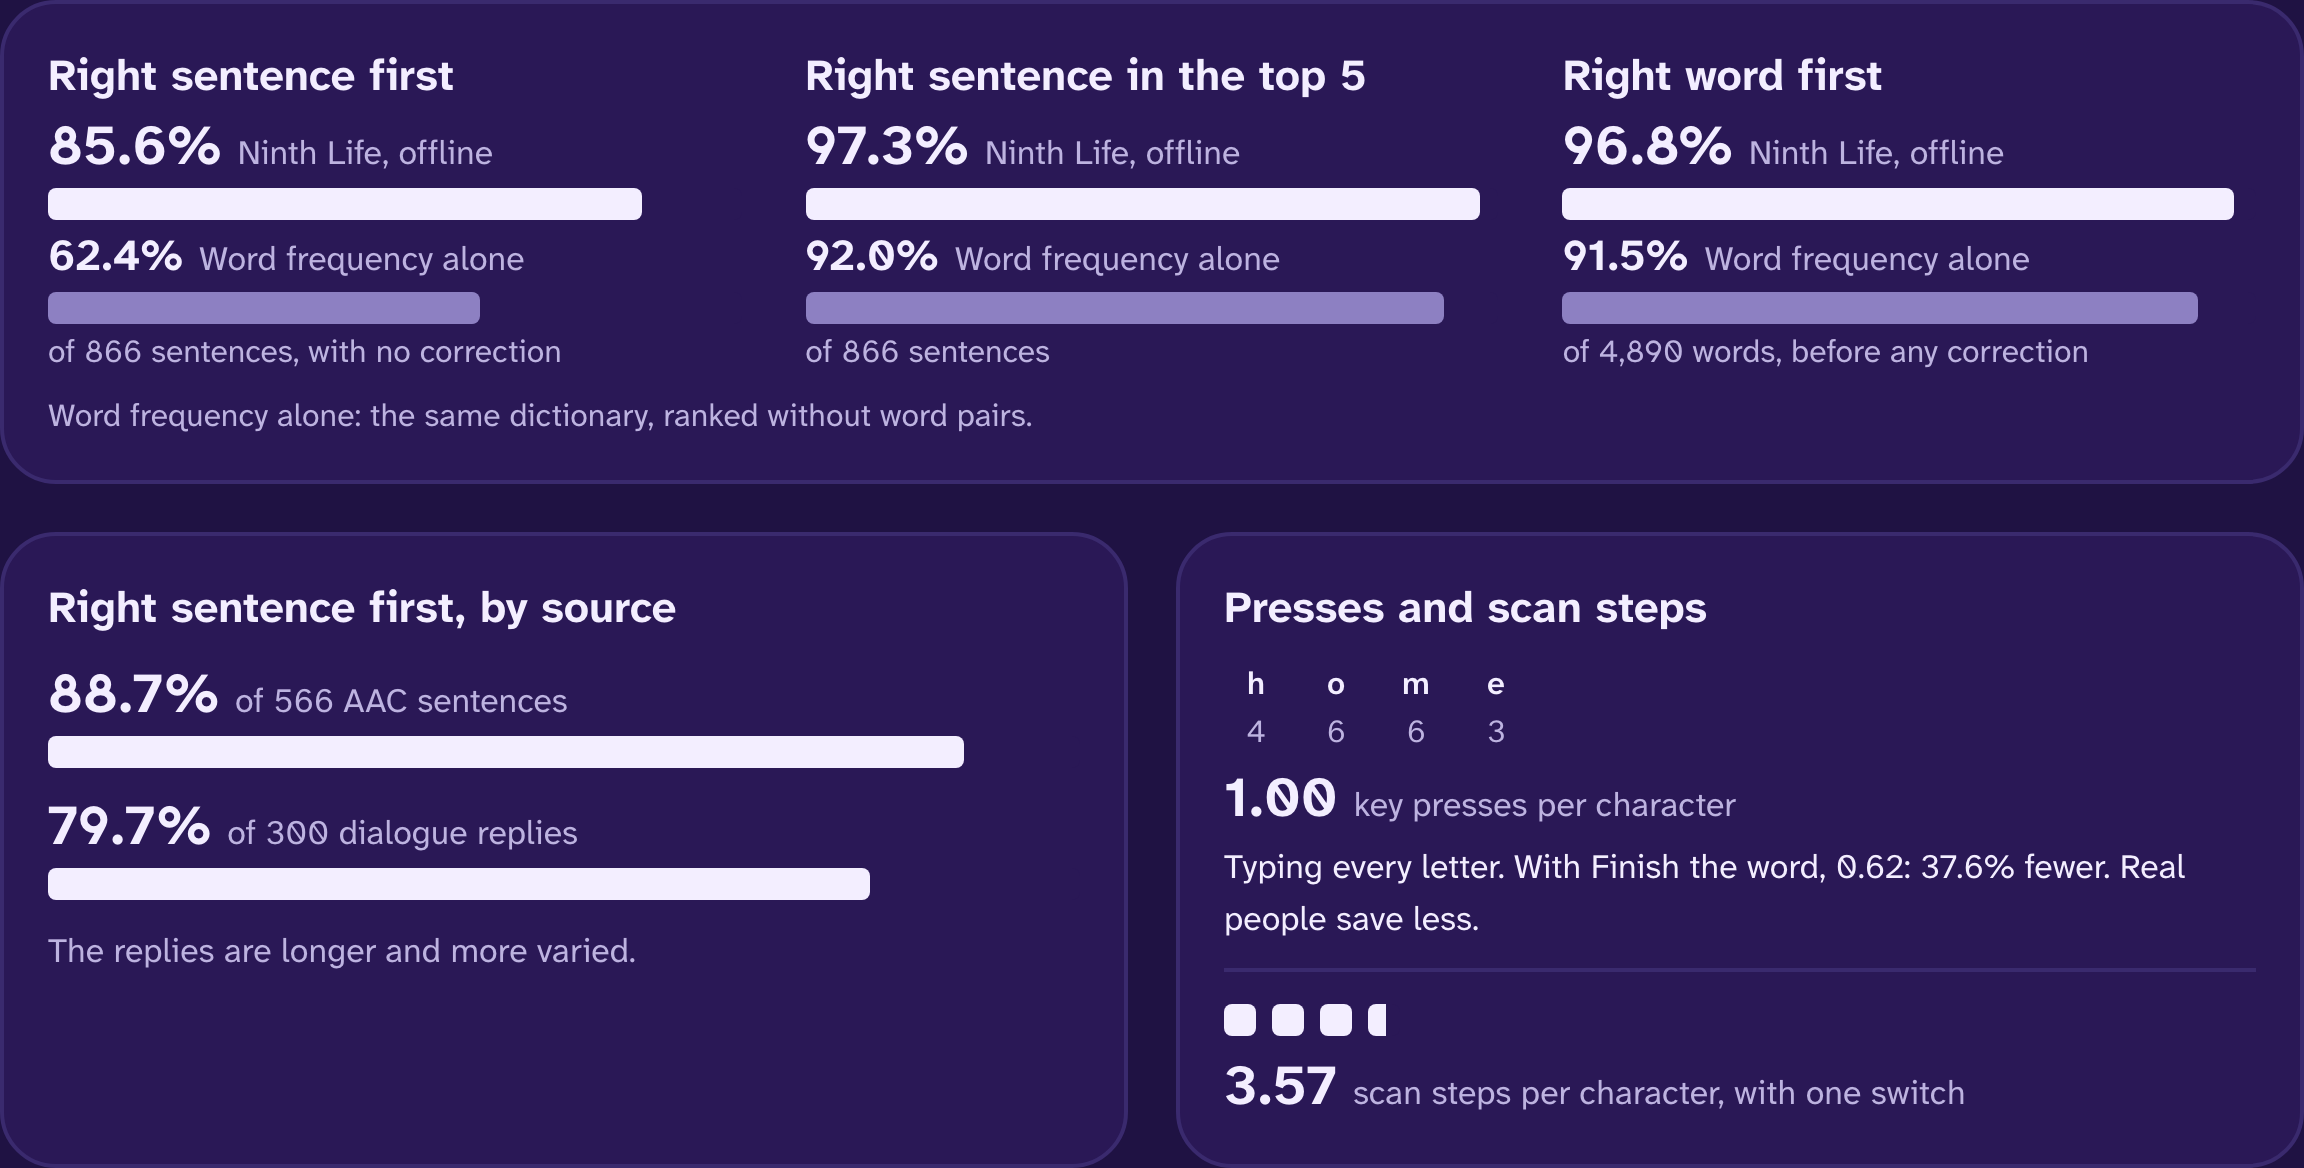 Right sentence first
85.6% Ninth Life, offline
62.4% Word frequency alone
of 866 sentences, with no correction
Right sentence in the top 5
97.3% Ninth Life, offline
92.0% Word frequency alone
of 866 sentences
Right word first
96.8% Ninth Life, offline
91.5% Word frequency alone
of 4,890 words, before any correction
Word frequency alone: the same dictionary, ranked without word pairs.
Right sentence first, by source
88.7% of 566 AAC sentences
79.7% of 300 dialogue replies
The replies are longer and more varied.
Presses and scan steps
h o m e
4 6 6 3
1.00 key presses per character
Typing every letter. With Finish the word, 0.62: 37.6% fewer. Real
people save less.
3.57 scan steps per character, with one switch